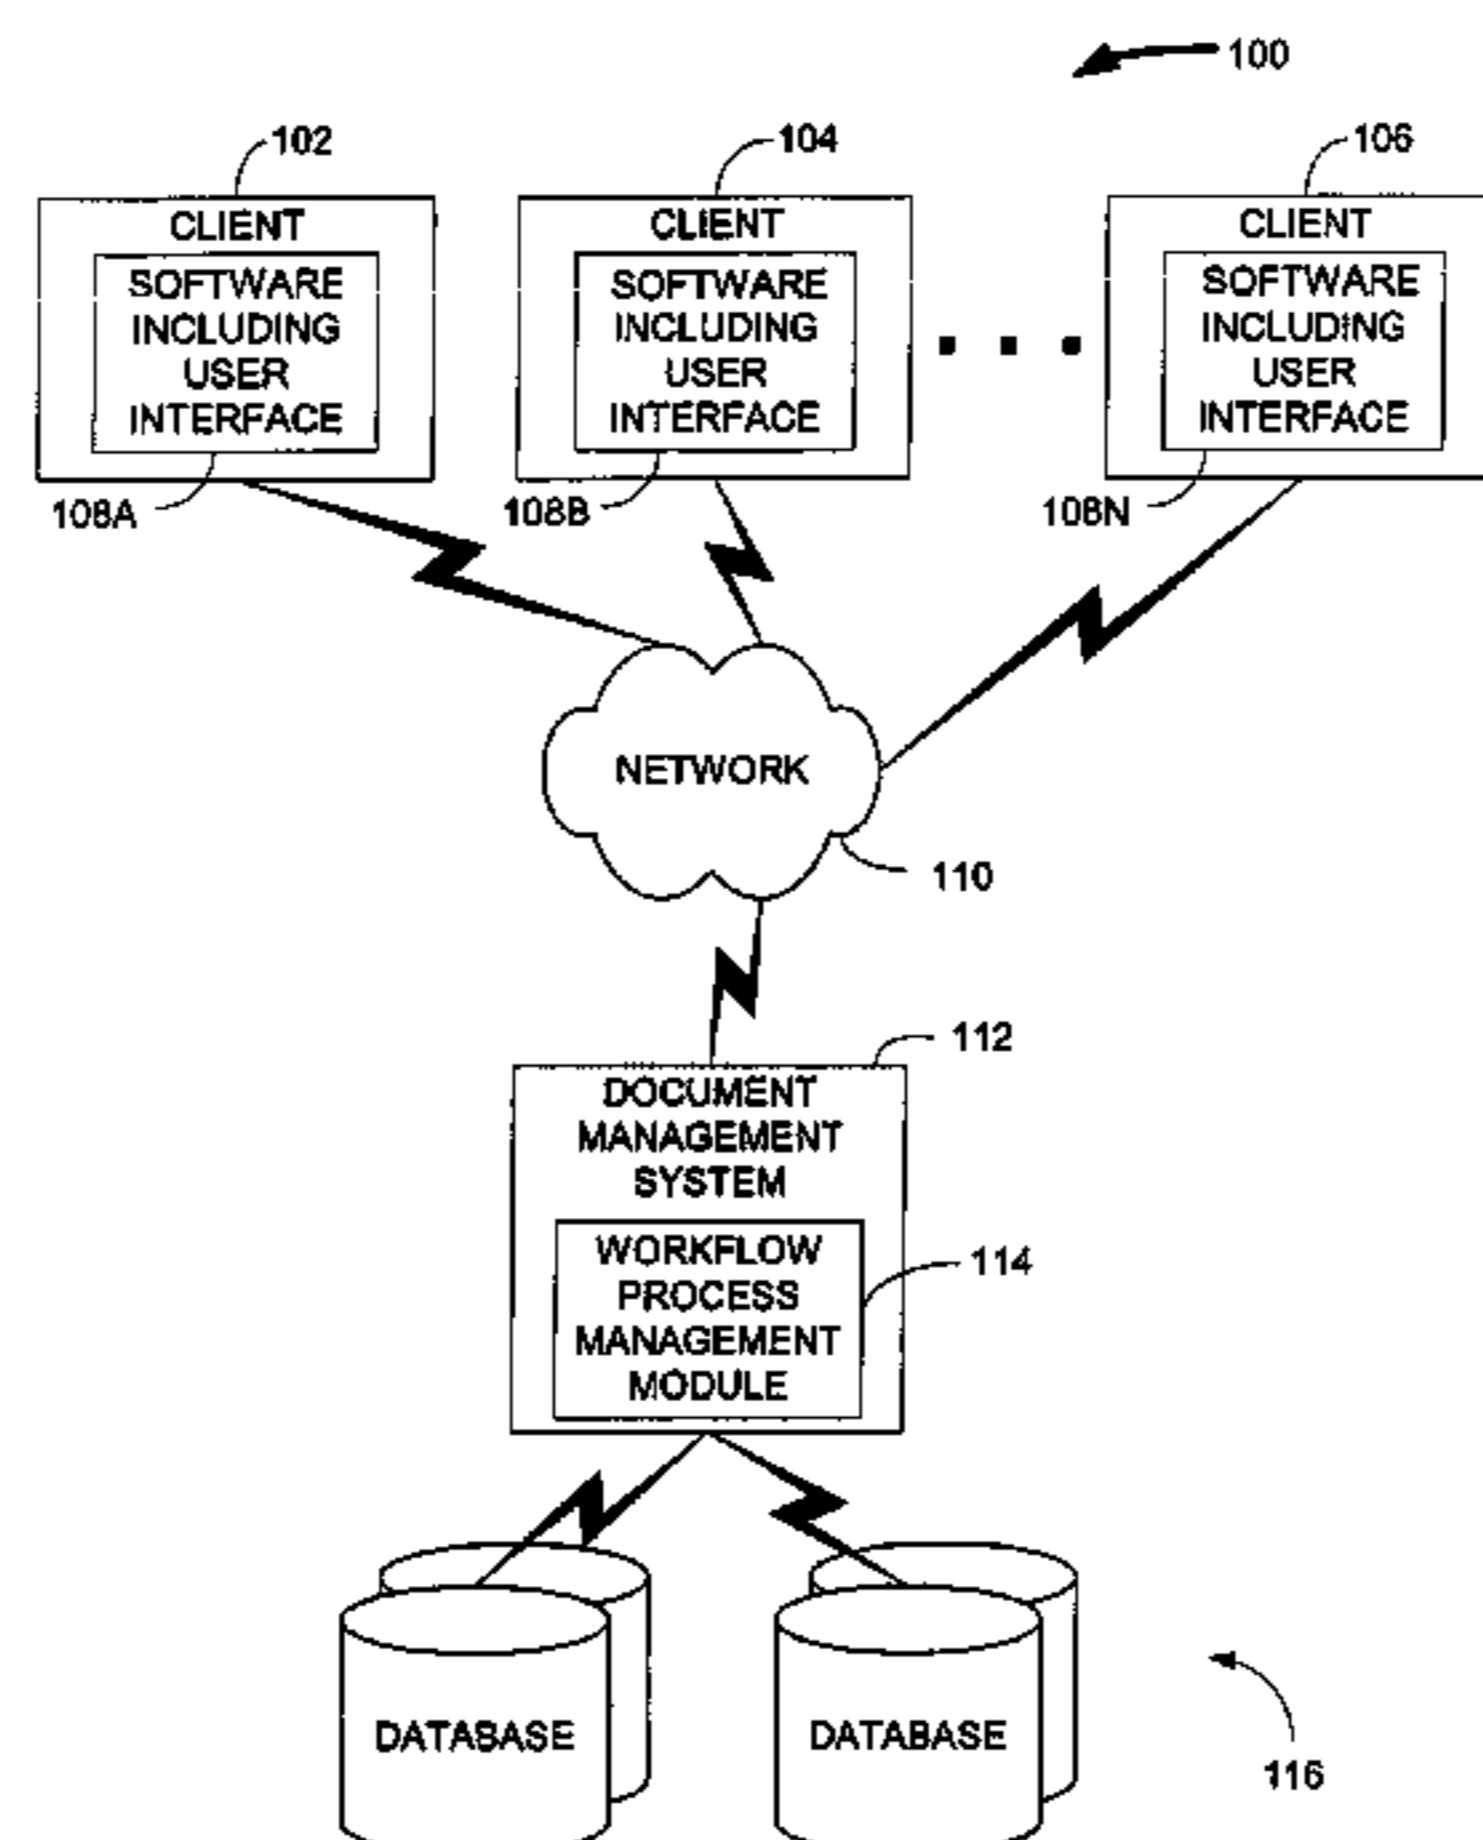 100
102
104
106
CLIENT
SOFTWARE
INCLUDING
USER
INTERFACE
108A
CLIENT
SOFTWARE
INCLUDING
USER
INTERFACE
108B
CLIENT
SOFTWARE
INCLUDING
USER
INTERFACE
108N
NETWORK
110
112
DOCUMENT
MANAGEMENT
SYSTEM
WORKFLOW
PROCESS
MANAGEMENT
MODULE
114
DATABASE
DATABASE
116